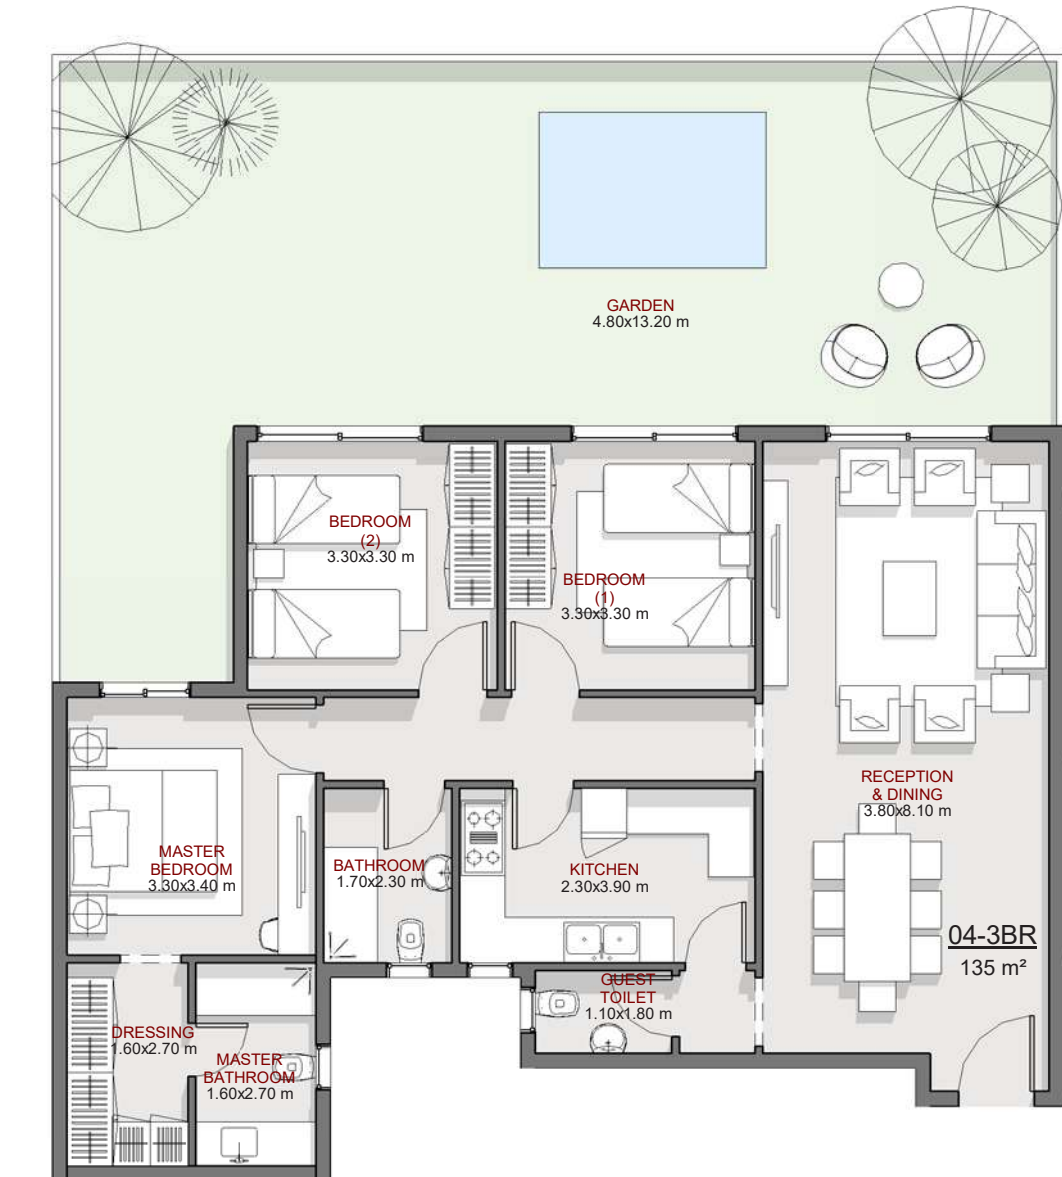 GARDEN
4.80x13.20 m
BEDROOM
(2)
3.30x3.30 m
BEDROOM
(1)
3.30x3.30 m
RECEPTION
& DINING
3.80x8.10 m
MASTER
BEDROOM
3.30x3.40 m
BATHROOM
1.70x2.30 m
KITCHEN
2.30x3.90 m
04-3BR
135 m²
GUEST
TOILET
1.10x1.80 m
DRESSING
1.60x2.70 m
MASTER
BATHROOM
1.60x2.70 m